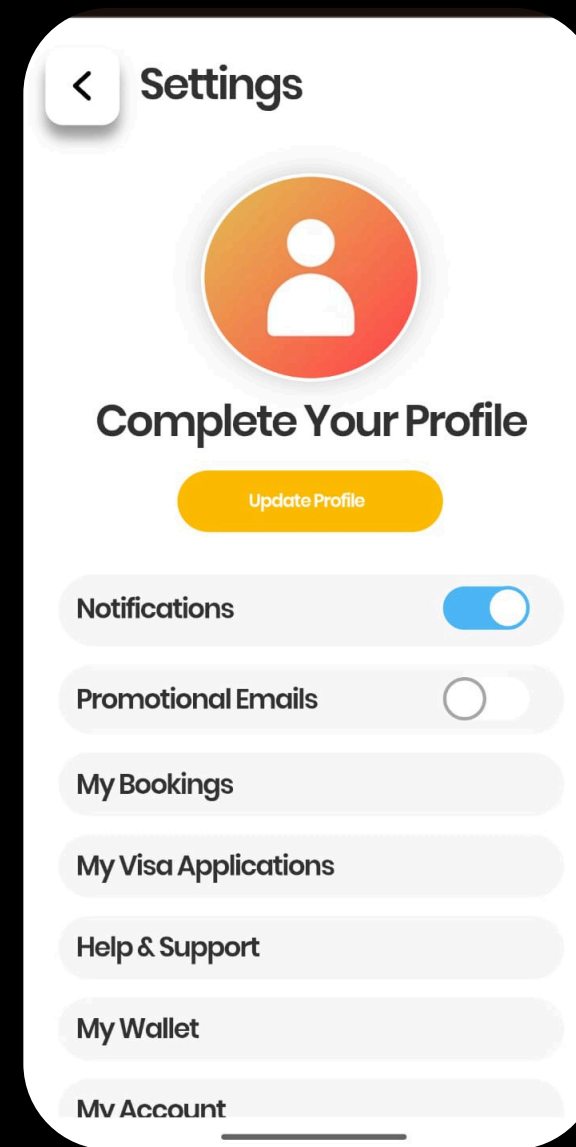 Settings
Complete Your Profile
Update Profile
Notifications
Promotional Emails
My Bookings
My Visa Applications
Help & Support
My Wallet
My Account